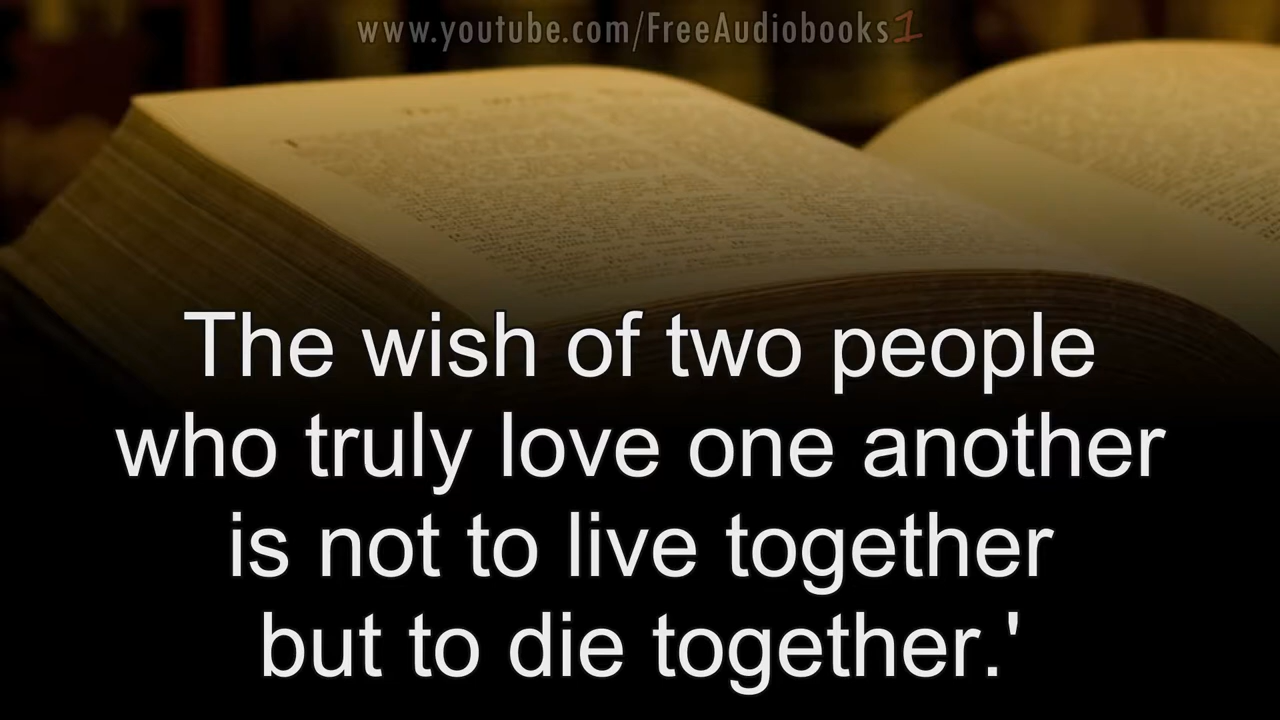 www.youtube.com/FreeAudiobooks1
The wish of two people
who truly love one another
is not to live together
but to die together.'